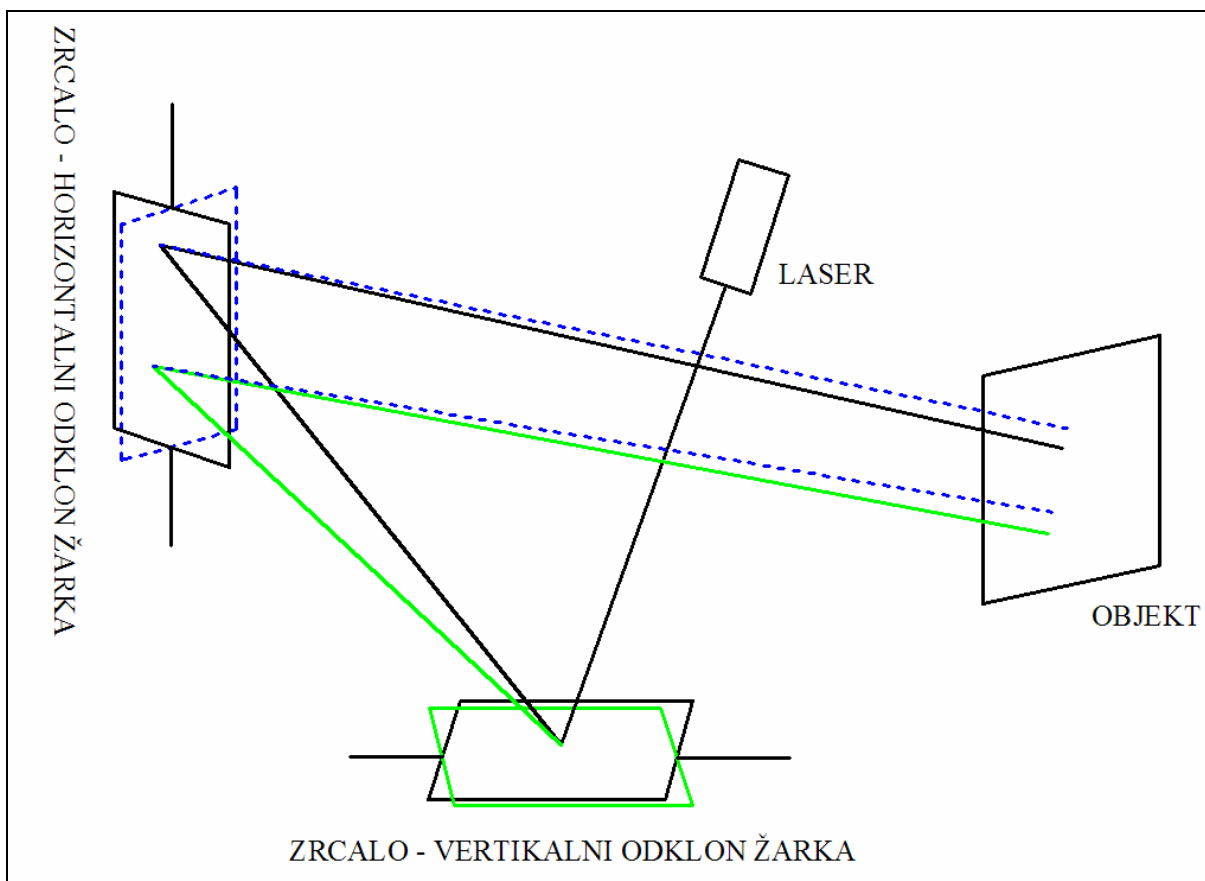 ZRCALO - HORIZONTALNI ODKLON ŽARKA
LASER
OBJEKT
ZRCALO - VERTIKALNI ODKLON ŽARKA